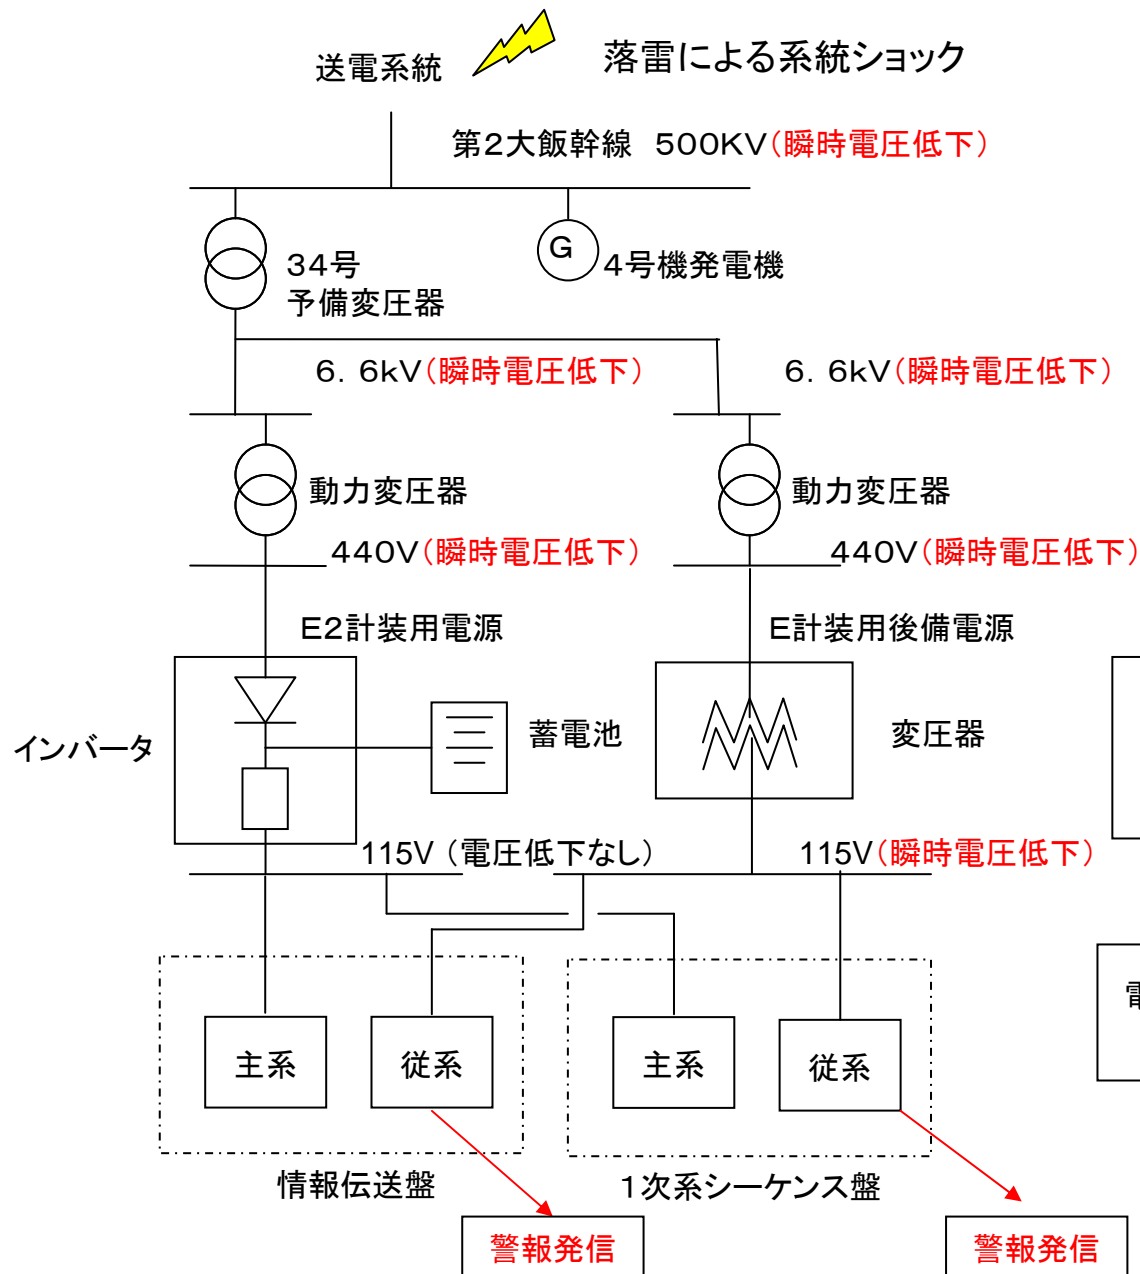 送電系統
落雷による系統ショック
第2大飯幹線 500KV(瞬時電圧低下)
G
4号機発電機
34号
予備変圧器
6.6kV(瞬時電圧低下)
6.6kV(瞬時電圧低下)
動力変圧器
動力変圧器
440V(瞬時電圧低下)
440V(瞬時電圧低下)
E2計装用電源
E計装用後備電源
インバータ
蓄電池
変圧器
115V (電圧低下なし)
115V(瞬時電圧低下)
電
主系
従系
主系
従系
情報伝送盤
1次系シーケンス盤
警報発信
警報発信